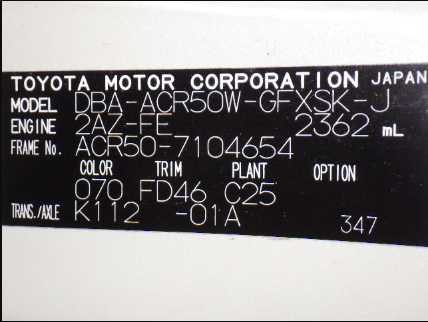 TOYOTA MOTOR CORPORATION JAPAN
MODEL DBA-ACR50W-GFXSK-J
ENGINE 2AZ-FE 2362 mL
FRAME No. ACR50-7104654
COLOR TRIM PLANT OPTION
070 FD46 C25
TRANS./AXLE K112 -01A
347